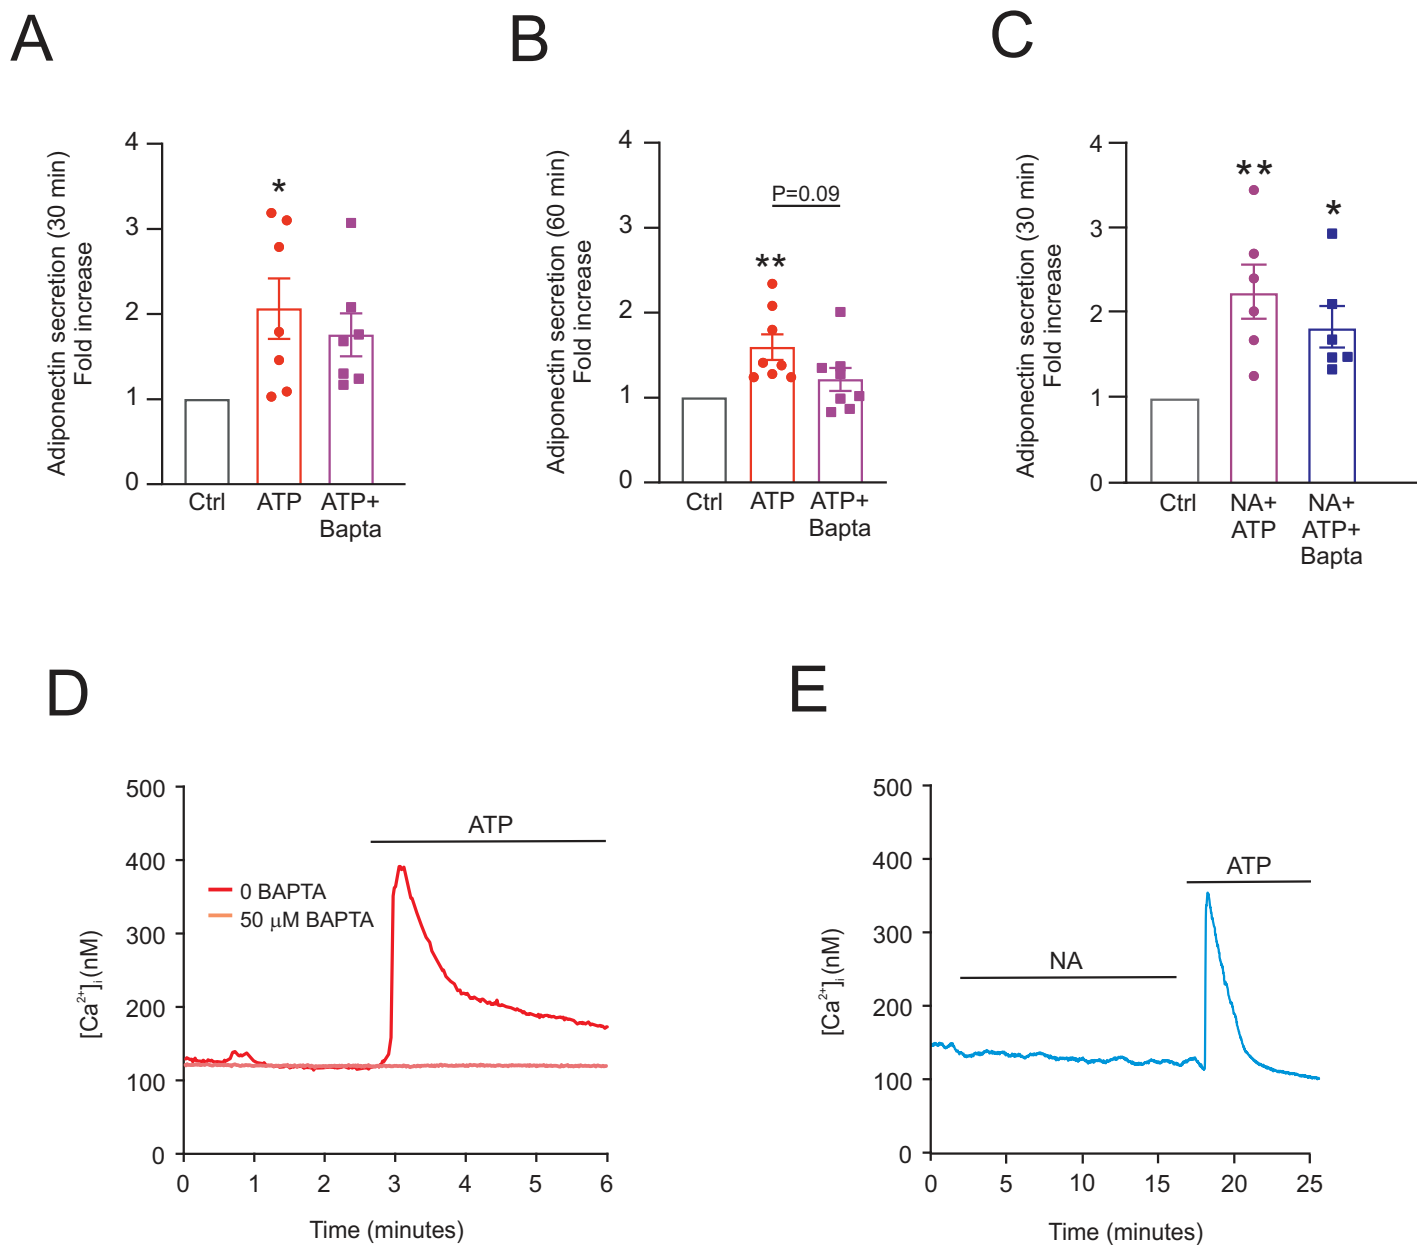 A
B
C
Adiponectin secretion (30 min)
Fold increase
4
3
2
1
0
*
Ctrl
ATP
ATP+
Bapta
Adiponectin secretion (60 min)
Fold increase
4
3
2
1
0
P=0.09
**
Ctrl
ATP
ATP+
Bapta
Adiponectin secretion (30 min)
Fold increase
4
3
2
1
0
**
*
Ctrl
NA+
ATP
NA+
ATP+
Bapta
D
E
[Ca²⁺]ᵢ (nM)
500
400
300
200
100
0
ATP
0 BAPTA
50 μM BAPTA
0 1 2 3 4 5 6
Time (minutes)
[Ca²⁺]ᵢ (nM)
500
400
300
200
100
0
ATP
NA
0 5 10 15 20 25
Time (minutes)